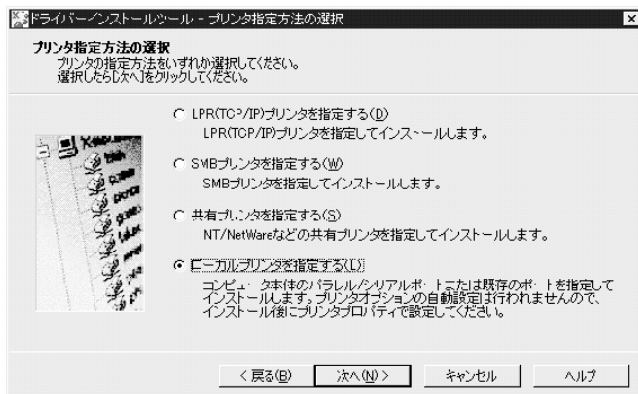 ドライバーインストールツール - プリンタ指定方法の選択
プリンタ指定方法の選択
プリンタの指定方法をいずれか選択してください。
選択したら[次へ]をクリックしてください。
LPR(TCP/IP)プリンタを指定する(D)
LPR(TCP/IP)プリンタを指定してインストールします。
SMBプリンタを指定する(W)
SMBプリンタを指定してインストールします。
共有プリンタを指定する(S)
NT/NetWareなどの共有プリンタを指定してインストールします。
ローカルプリンタを指定する(L)
コンピュータ本体のパラレル/シリアルポートまたは既存のポートを指定して
インストールします。プリンタオプションの自動設定は行われませんので、
インストール後にプリンタプロパティで設定してください。
< 戻る(B)
次へ(N) >
キャンセル
ヘルプ